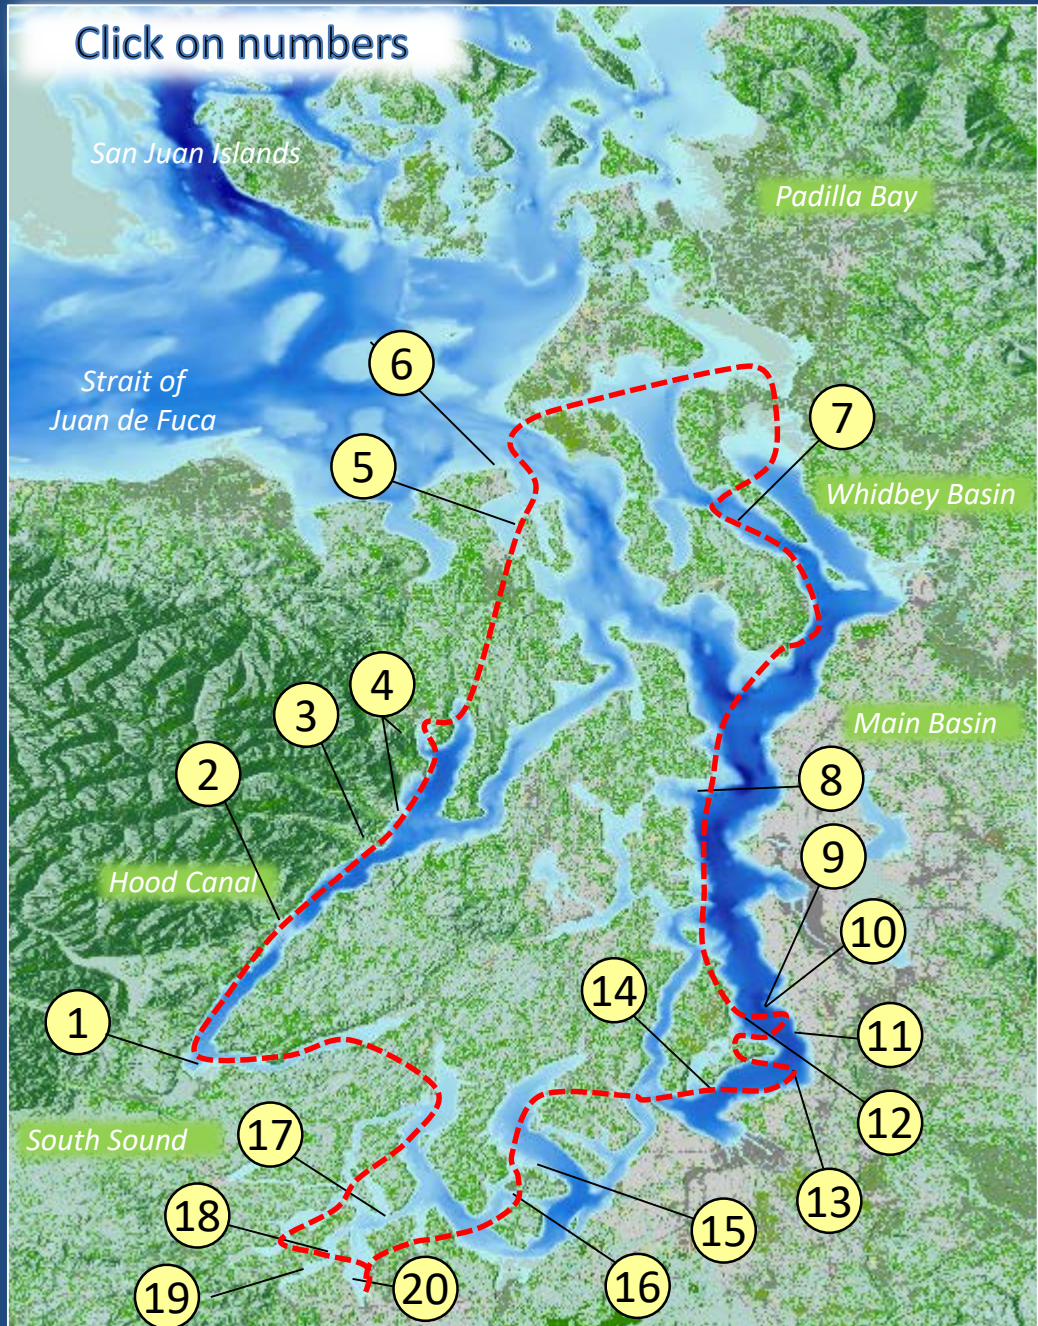 Click on numbers
San Juan Islands
Padilla Bay
6
Strait of
Juan de Fuca
7
5
Whidbey Basin
4
3
Main Basin
2
8
9
Hood Canal
10
14
1
11
12
South Sound
17
13
18
15
16
20
19